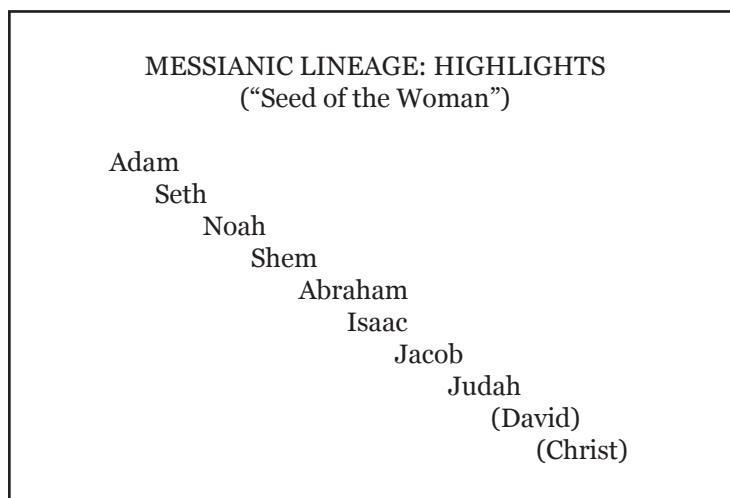 MESSIANIC LINEAGE: HIGHLIGHTS
(“Seed of the Woman”)
Adam
Seth
Noah
Shem
Abraham
Isaac
Jacob
Judah
(David)
(Christ)